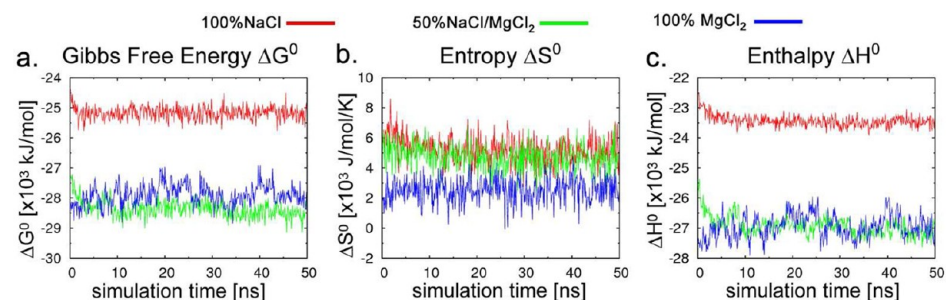 100%NaCl 50%NaCl/MgCl₂ 100% MgCl₂
a. Gibbs Free Energy ΔG⁰ b. Entropy ΔS⁰ c. Enthalpy ΔH⁰
ΔG⁰ [x10³ kJ/mol]
-24
-25
-26
-27
-28
-29
-30
0 10 20 30 40 50
simulation time [ns]
ΔS⁰ [x10³ J/mol/K]
10
8
6
4
2
0
-2
0 10 20 30 40 50
simulation time [ns]
ΔH⁰ [x10³ kJ/mol]
-22
-23
-24
-25
-26
-27
-28
0 10 20 30 40 50
simulation time [ns]